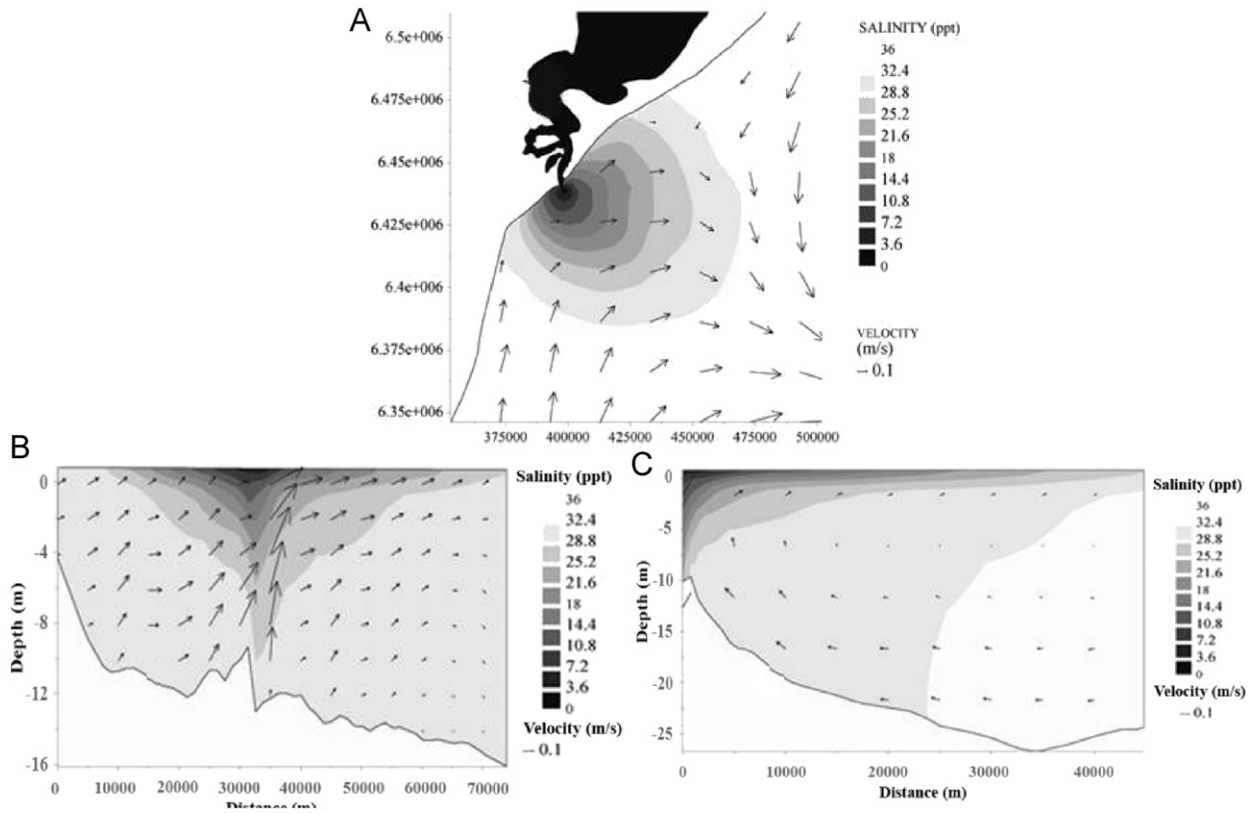 A
6.5e+006
6.475e+006
6.45e+006
6.425e+006
6.4e+006
6.375e+006
6.35e+006
375000 400000 425000 450000 475000 500000
SALINITY (ppt)
36
32.4
28.8
25.2
21.6
18
14.4
10.8
7.2
3.6
0
VELOCITY
(m/s)
0.1
B
Depth (m)
0
-4
-8
-12
-16
0 10000 20000 30000 40000 50000 60000 70000
Distance (m)
Salinity (ppt)
36
32.4
28.8
25.2
21.6
18
14.4
10.8
7.2
3.6
0
Velocity (m/s)
0.1
C
Depth (m)
0
-5
-10
-15
-20
-25
0 10000 20000 30000 40000
Distance (m)
Salinity (ppt)
36
32.4
28.8
25.2
21.6
18
14.4
10.8
7.2
3.6
0
Velocity (m/s)
0.1